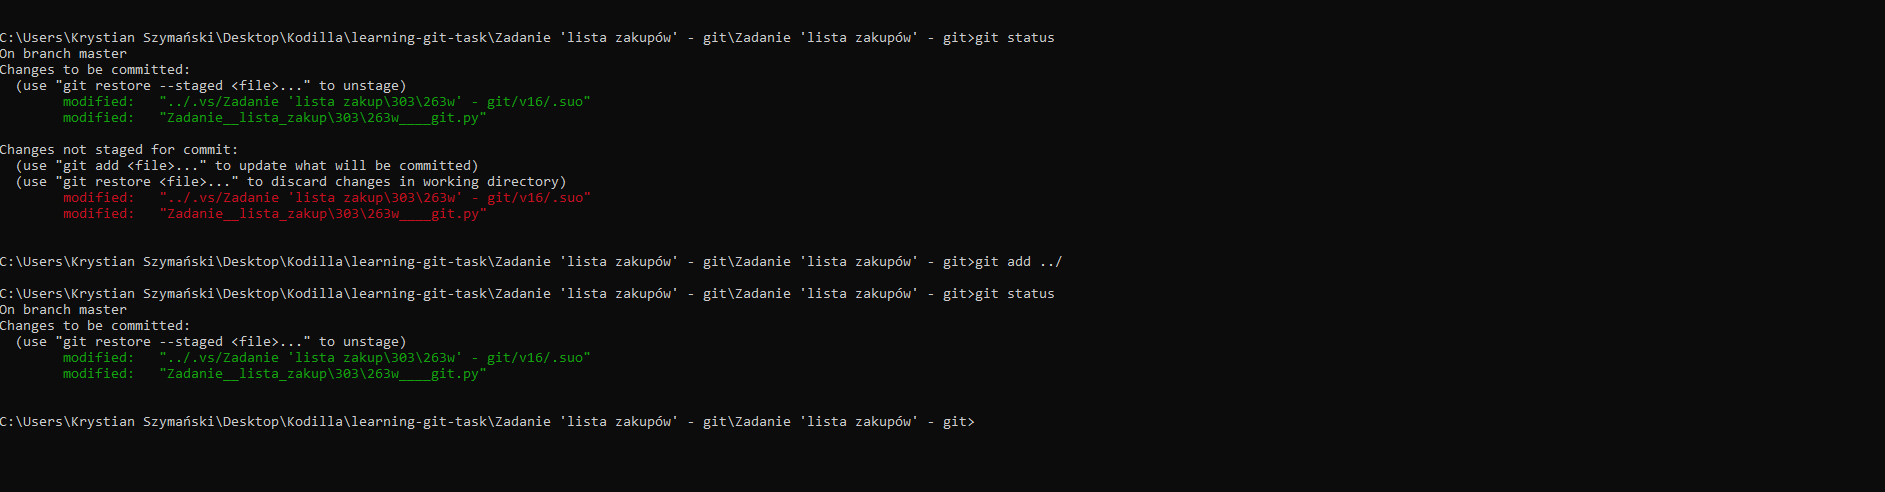 C:\Users\Krystian Szymański\Desktop\Kodilla\learning-git-task\Zadanie 'lista zakupów' - git\Zadanie 'lista zakupów' - git>git status
On branch master
Changes to be committed:
  (use "git restore --staged <file>..." to unstage)
        modified:   "../.vs/Zadanie 'lista zakup\303\263w' - git/v16/.suo"
        modified:   "Zadanie__lista_zakup\303\263w____git.py"
Changes not staged for commit:
  (use "git add <file>..." to update what will be committed)
  (use "git restore <file>..." to discard changes in working directory)
        modified:   "../.vs/Zadanie 'lista zakup\303\263w' - git/v16/.suo"
        modified:   "Zadanie__lista_zakup\303\263w____git.py"
C:\Users\Krystian Szymański\Desktop\Kodilla\learning-git-task\Zadanie 'lista zakupów' - git\Zadanie 'lista zakupów' - git>git add ../
C:\Users\Krystian Szymański\Desktop\Kodilla\learning-git-task\Zadanie 'lista zakupów' - git\Zadanie 'lista zakupów' - git>git status
On branch master
Changes to be committed:
  (use "git restore --staged <file>..." to unstage)
        modified:   "../.vs/Zadanie 'lista zakup\303\263w' - git/v16/.suo"
        modified:   "Zadanie__lista_zakup\303\263w____git.py"
C:\Users\Krystian Szymański\Desktop\Kodilla\learning-git-task\Zadanie 'lista zakupów' - git\Zadanie 'lista zakupów' - git>